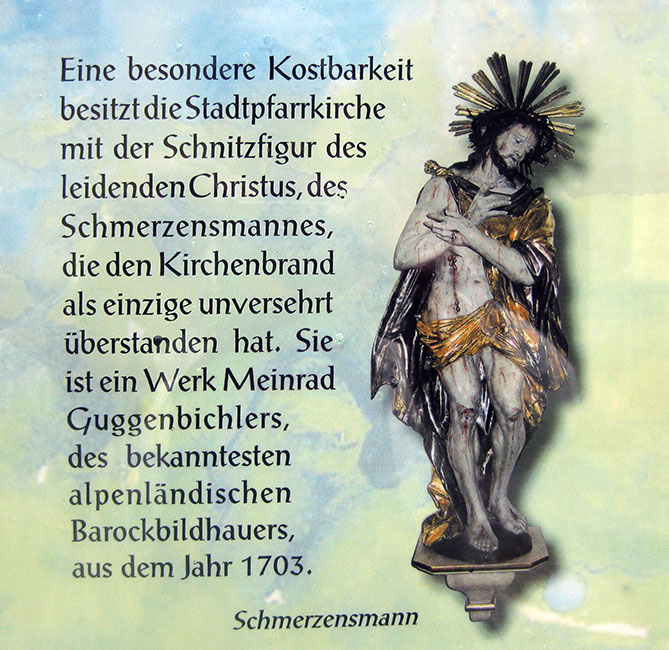 Eine besondere Kostbarkeit
besitzt die Stadtpfarrkirche
mit der Schnitzfigur des
leidenden Christus, des
Schmerzensmannes,
die den Kirchenbrand
als einzige unversehrt
überstanden hat. Sie
ist ein Werk Meinrad
Guggenbichlers,
des bekanntesten
alpenländischen
Barockbildhauers,
aus dem Jahr 1703.
Schmerzensmann